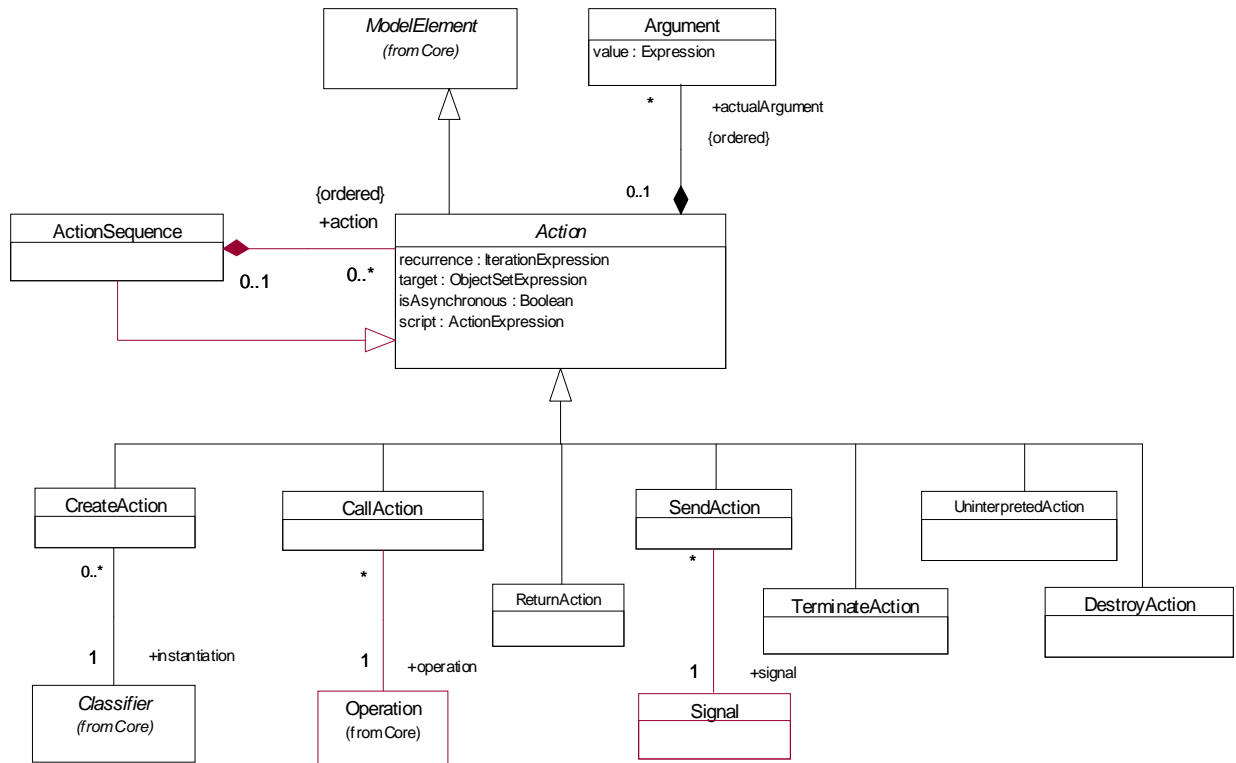 ModelElement
(from Core)
Argument
value : Expression
*
+actualArgument
{ordered}
0..1
{ordered}
+action
ActionSequence
0..1
0..*
Action
recurrence : IterationExpression
target : ObjectSetExpression
isAsynchronous : Boolean
script : ActionExpression
CreateAction
CallAction
SendAction
UninterpretedAction
ReturnAction
TerminateAction
DestroyAction
0..*
*
*
1
+instantiation
1
+operation
1
+signal
Classifier
(from Core)
Operation
(from Core)
Signal